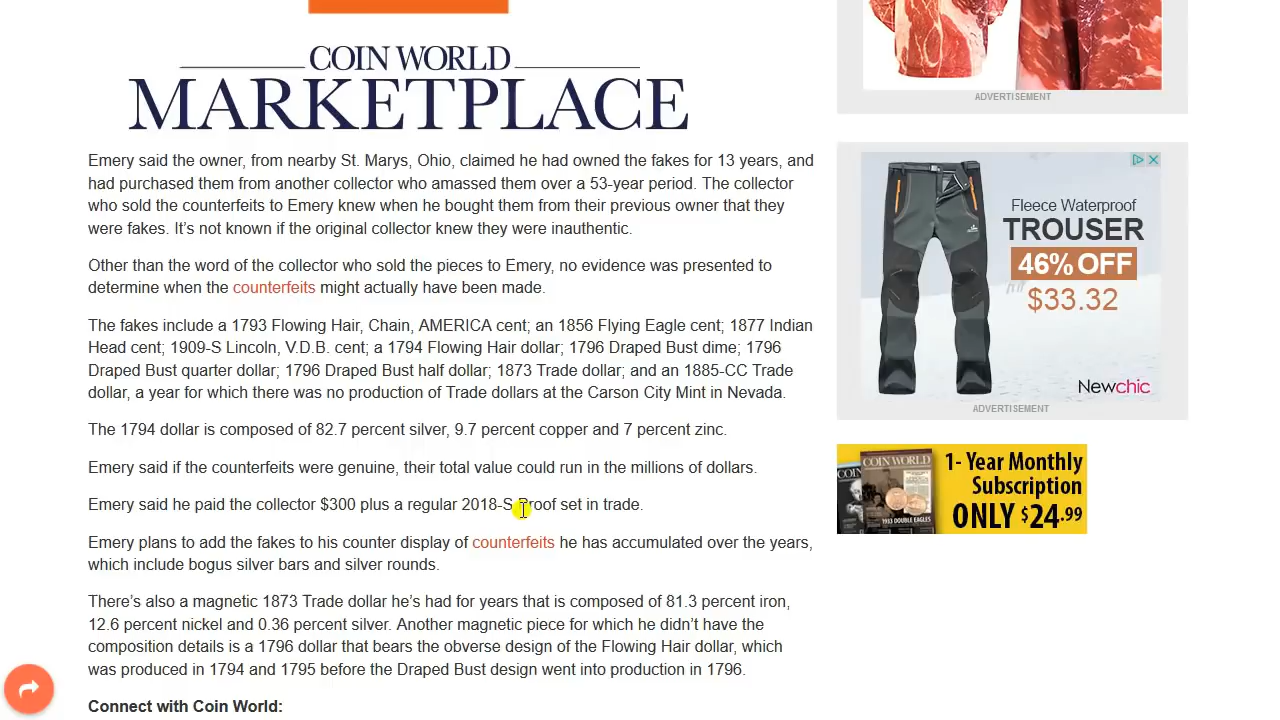 COIN WORLD
MARKETPLACE
Emery said the owner, from nearby St. Marys, Ohio, claimed he had owned the fakes for 13 years, and
had purchased them from another collector who amassed them over a 53-year period. The collector
who sold the counterfeits to Emery knew when he bought them from their previous owner that they
were fakes. It's not known if the original collector knew they were inauthentic.
Other than the word of the collector who sold the pieces to Emery, no evidence was presented to
determine when the counterfeits might actually have been made.
The fakes include a 1793 Flowing Hair, Chain, AMERICA cent; an 1856 Flying Eagle cent; 1877 Indian
Head cent; 1909-S Lincoln, V.D.B. cent; a 1794 Flowing Hair dollar; 1796 Draped Bust dime; 1796
Draped Bust quarter dollar; 1796 Draped Bust half dollar; 1873 Trade dollar; and an 1885-CC Trade
dollar, a year for which there was no production of Trade dollars at the Carson City Mint in Nevada.
The 1794 dollar is composed of 82.7 percent silver, 9.7 percent copper and 7 percent zinc.
Emery said if the counterfeits were genuine, their total value could run in the millions of dollars.
Emery said he paid the collector $300 plus a regular 2018-S Proof set in trade.
Emery plans to add the fakes to his counter display of counterfeits he has accumulated over the years,
which include bogus silver bars and silver rounds.
There's also a magnetic 1873 Trade dollar he's had for years that is composed of 81.3 percent iron,
12.6 percent nickel and 0.36 percent silver. Another magnetic piece for which he didn't have the
composition details is a 1796 dollar that bears the obverse design of the Flowing Hair dollar, which
was produced in 1794 and 1795 before the Draped Bust design went into production in 1796.
Connect with Coin World:
ADVERTISEMENT
Fleece Waterproof
TROUSER
46% OFF
$33.32
Newchic
ADVERTISEMENT
COIN WORLD
1933 DOUBLE EAGLES
1- Year Monthly
Subscription
ONLY $24.99